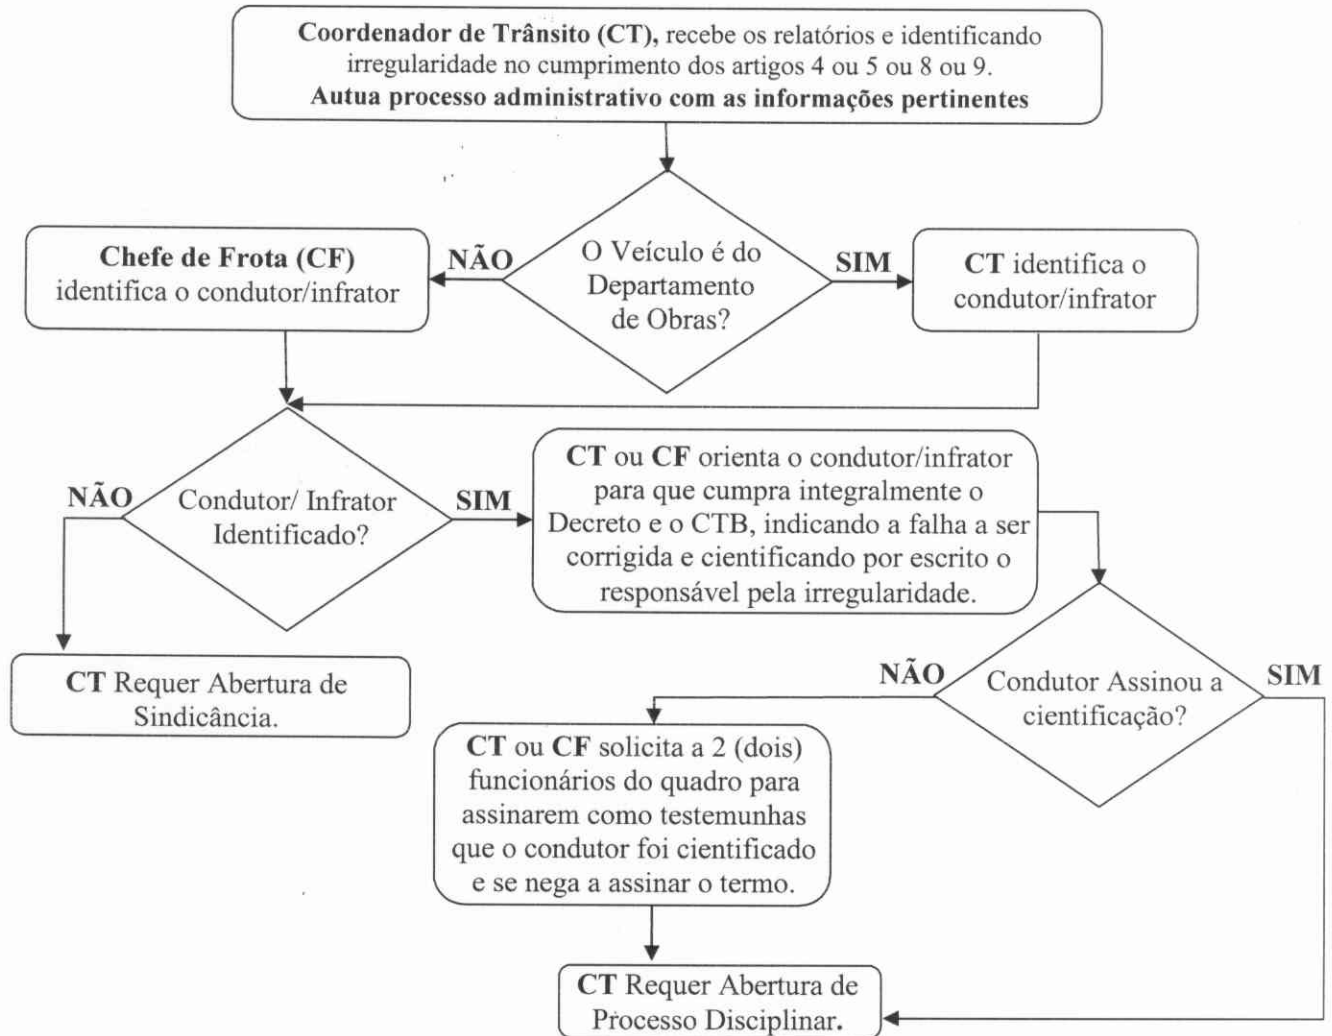 Coordenador de Trânsito (CT), recebe os relatórios e identificando
irregularidade no cumprimento dos artigos 4 ou 5 ou 8 ou 9.
Autua processo administrativo com as informações pertinentes
Chefe de Frota (CF)
identifica o condutor/infrator
NÃO
O Veículo é do
Departamento
de Obras?
SIM
CT identifica o
condutor/infrator
NÃO
Condutor/ Infrator
Identificado?
SIM
CT ou CF orienta o condutor/infrator
para que cumpra integralmente o
Decreto e o CTB, indicando a falha a ser
corrigida e cientificando por escrito o
responsável pela irregularidade.
CT Requer Abertura de
Sindicância.
NÃO
Condutor Assinou a
cientificação?
SIM
CT ou CF solicita a 2 (dois)
funcionários do quadro para
assinarem como testemunhas
que o condutor foi cientificado
e se nega a assinar o termo.
CT Requer Abertura de
Processo Disciplinar.